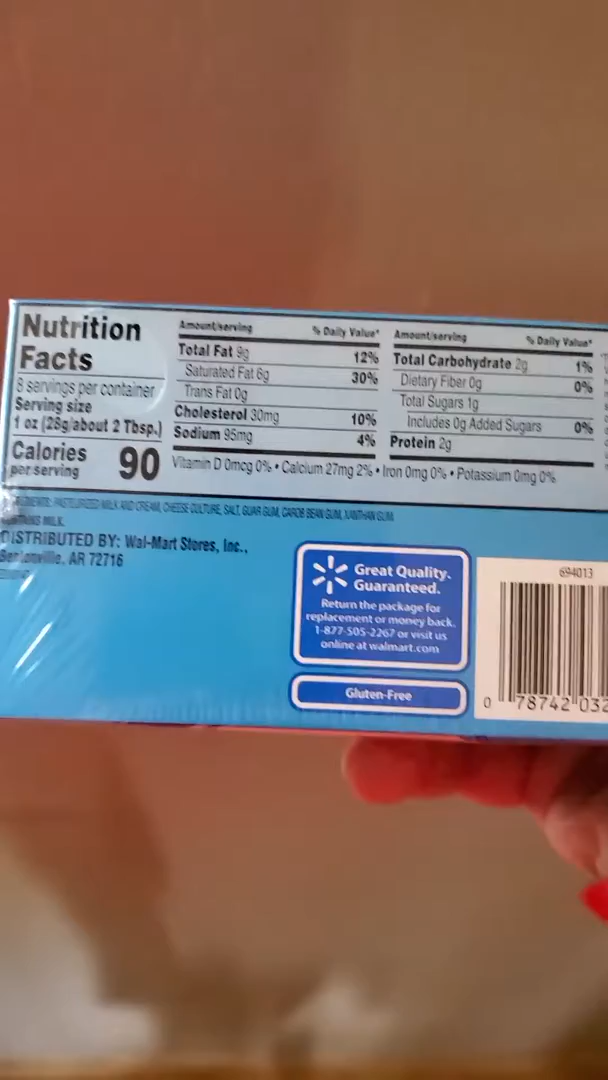 Nutrition
Facts
8 servings per container
Serving size
1 oz (28g/about 2 Tbsp.)
Calories
per serving
90
Amount/serving % Daily Value*
Total Fat 9g 12%
Saturated Fat 6g 30%
Trans Fat 0g
Cholesterol 30mg 10%
Sodium 95mg 4%
Amount/serving % Daily Value*
Total Carbohydrate 2g 1%
Dietary Fiber 0g 0%
Total Sugars 1g
Includes 0g Added Sugars 0%
Protein 2g
Vitamin D 0mcg 0% • Calcium 27mg 2% • Iron 0mg 0% • Potassium 0mg 0%
PASTEURIZED MILK AND CREAM, CHEESE CULTURE, SALT, GUAR GUM, CAROB BEAN GUM, XANTHAN GUM.
MILK.
DISTRIBUTED BY: Wal-Mart Stores, Inc.,
Bentonville, AR 72716
Great Quality.
Guaranteed.
Return the package for
replacement or money back.
1-877-505-2267 or visit us
online at walmart.com
Gluten-Free
694013
0 78742 032